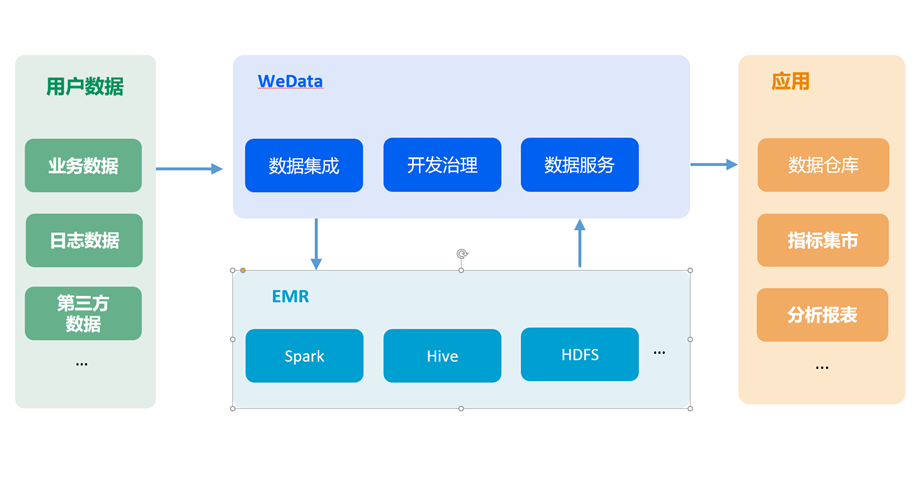 用户数据
业务数据
日志数据
第三方
数据
...
WeData
数据集成
开发治理
数据服务
EMR
Spark
Hive
HDFS
...
应用
数据仓库
指标集市
分析报表
...